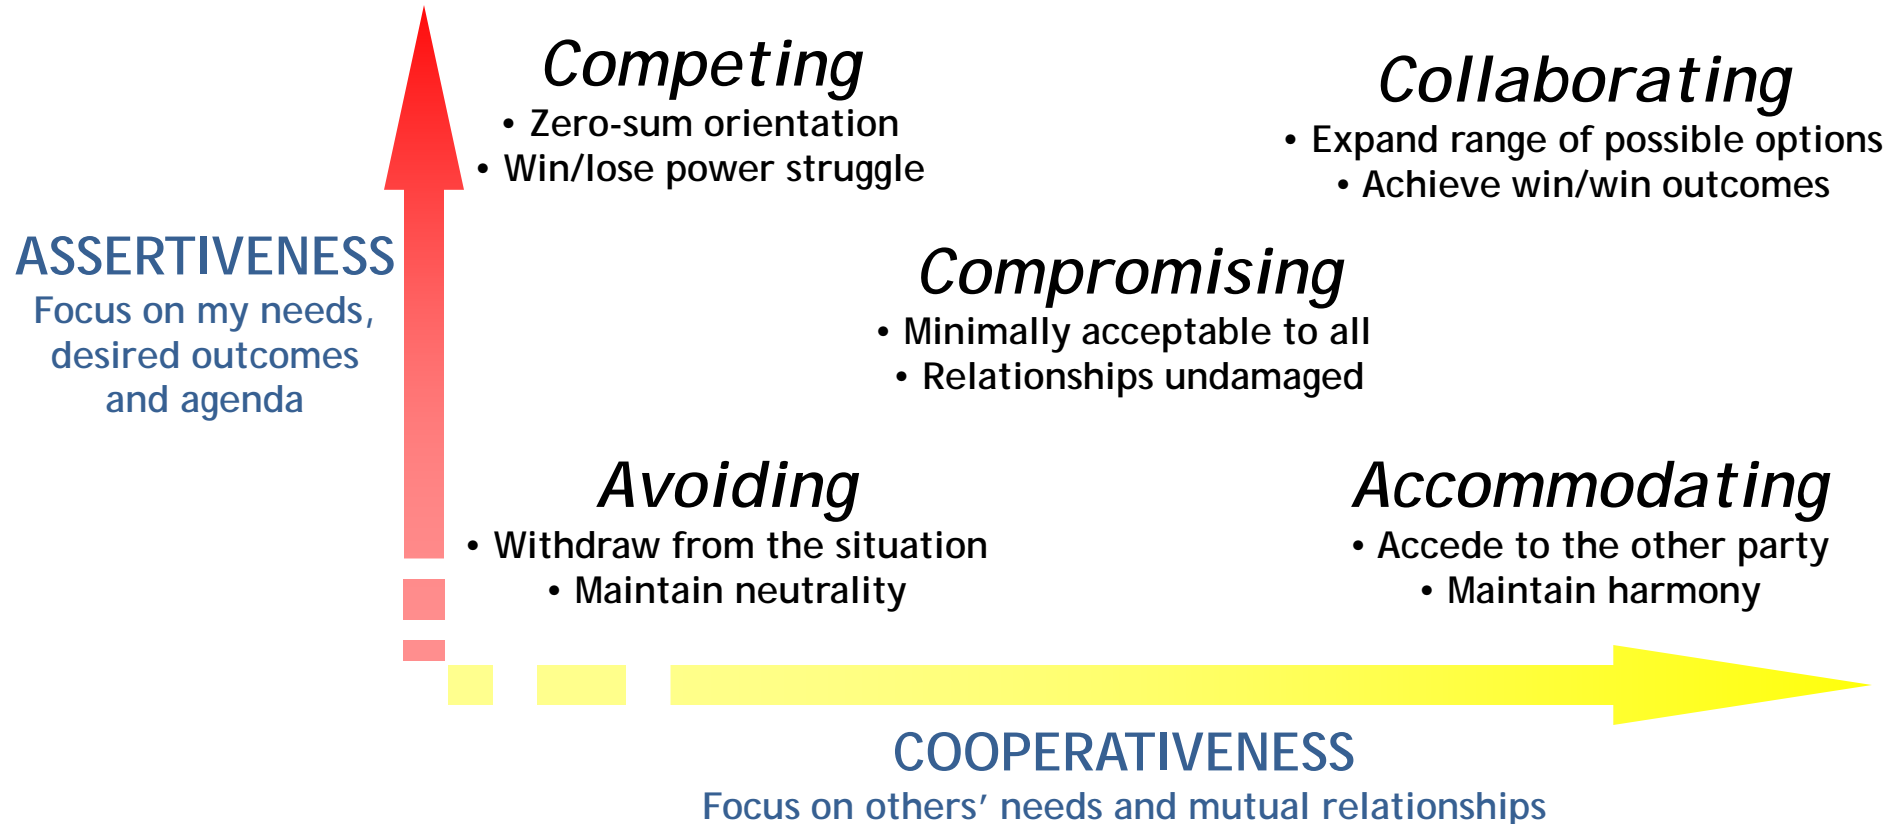 Competing
• Zero-sum orientation
• Win/lose power struggle
Collaborating
• Expand range of possible options
• Achieve win/win outcomes
ASSERTIVENESS
Focus on my needs,
desired outcomes
and agenda
Compromising
• Minimally acceptable to all
• Relationships undamaged
Avoiding
• Withdraw from the situation
• Maintain neutrality
Accommodating
• Accede to the other party
• Maintain harmony
COOPERATIVENESS
Focus on others’ needs and mutual relationships